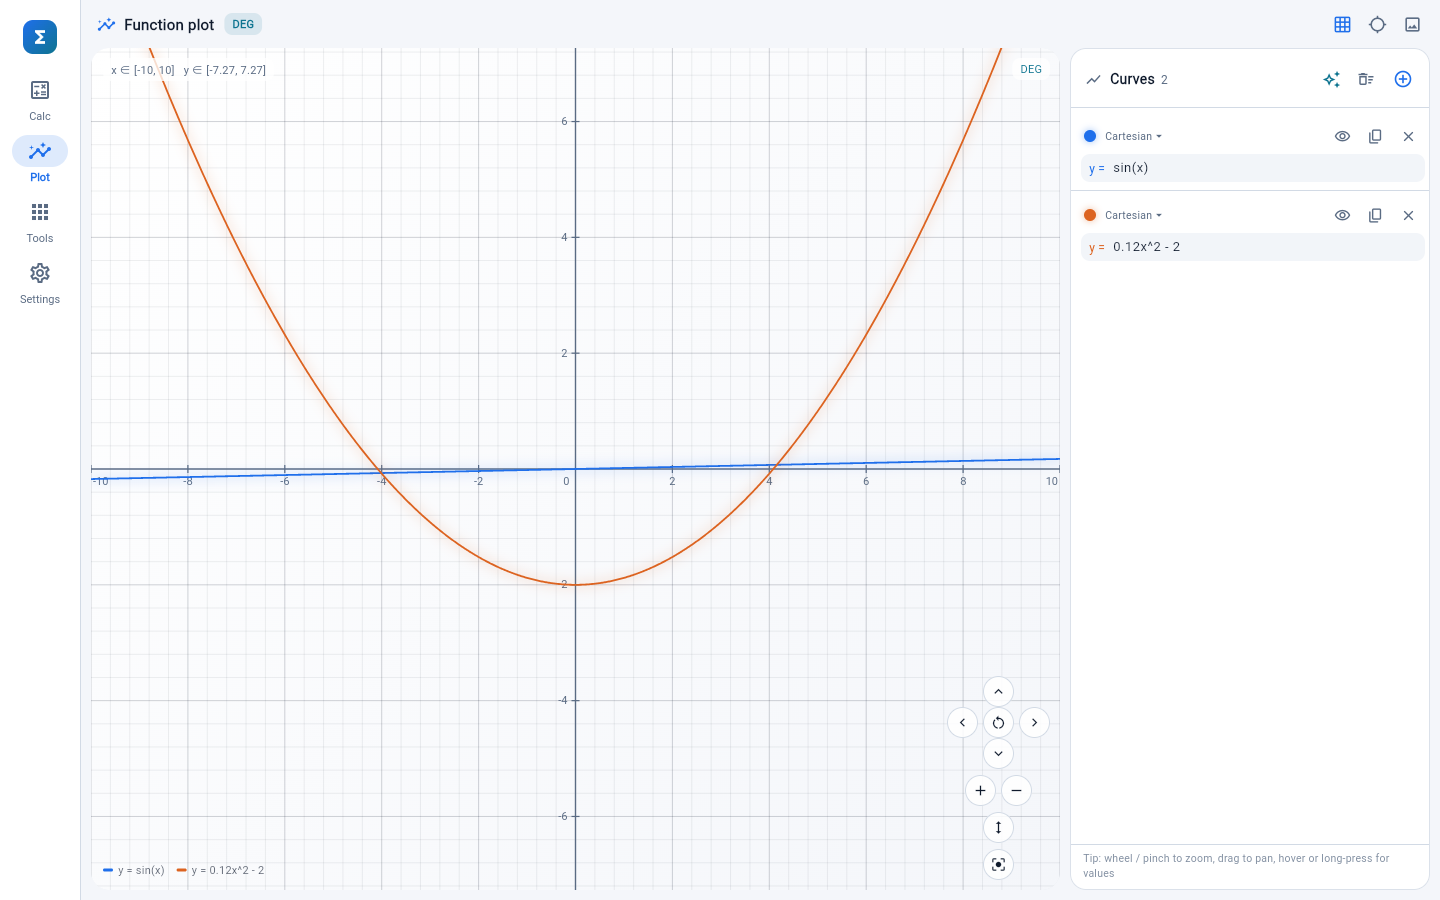 Σ
Calc
Plot
Tools
Settings
Function plot DEG
x ∈ [-10, 10] y ∈ [-7.27, 7.27]
DEG
6
4
2
-10 -8 -6 -4 -2 0 2 4 6 8 10
-2
-4
-6
y = sin(x) y = 0.12x^2 - 2
Curves 2
Cartesian
y = sin(x)
Cartesian
y = 0.12x^2 - 2
Tip: wheel / pinch to zoom, drag to pan, hover or long-press for
values